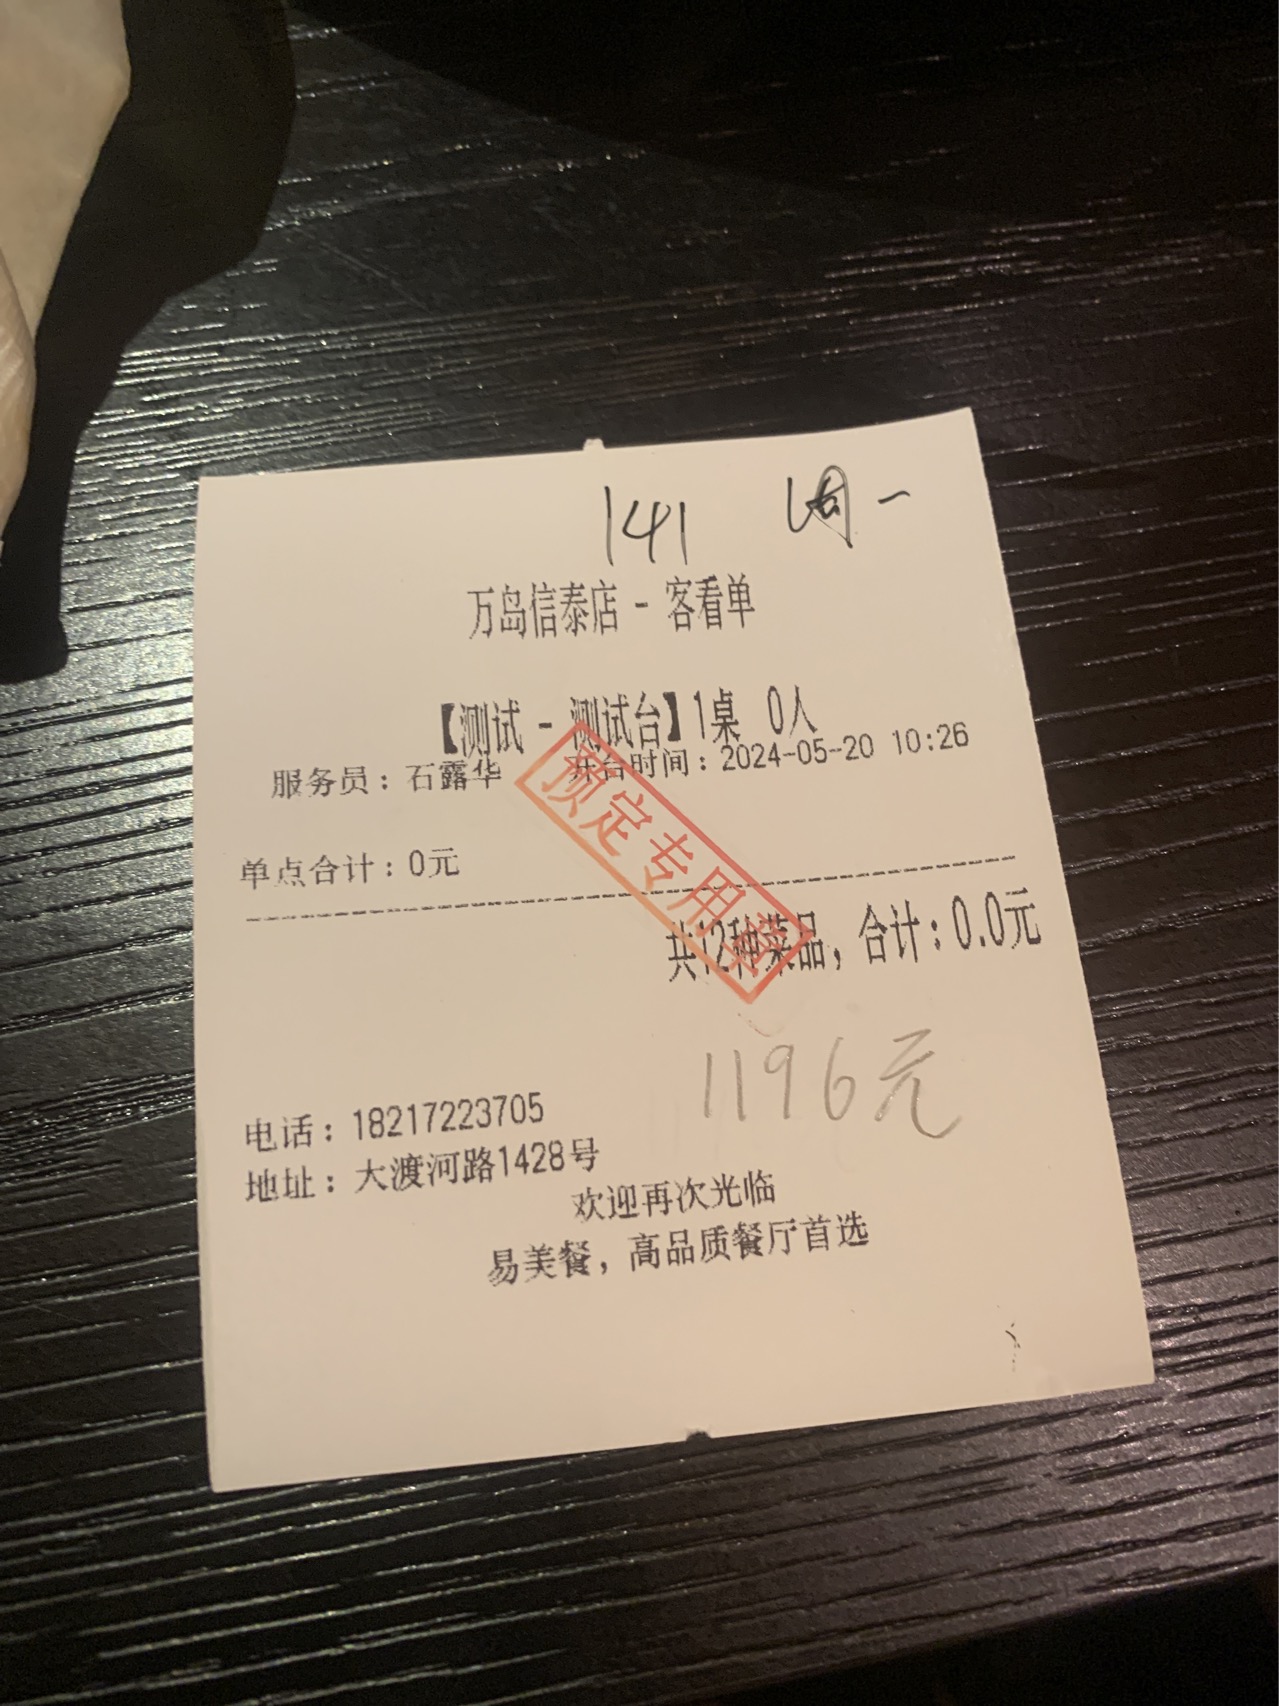 141 周一
万岛信泰店 - 客看单
【测试 - 测试台】1桌 0人
服务员：石露华 开台时间：2024-05-20 10:26
预定专用章
单点合计：0元
共12种菜品，合计：0.0元
1196元
电话：18217223705
地址：大渡河路1428号
欢迎再次光临
易美餐，高品质餐厅首选